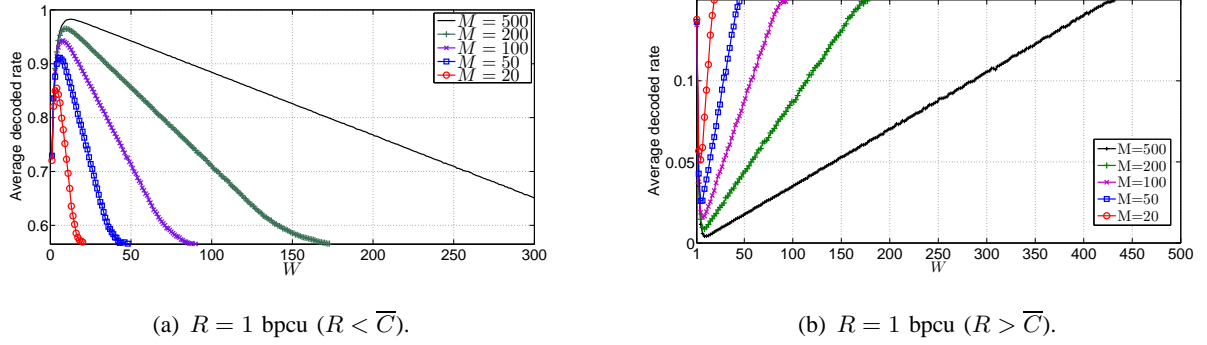 1
0.9
0.8
0.7
0.6
0
50
100
150
200
250
300
Average decoded rate
W
M = 500
M = 200
M = 100
M = 50
M = 20
(a) R = 1 bpcu (R < C̅).
0.1
0.05
0
1
50
100
150
200
250
300
350
400
450
500
Average decoded rate
W
M=500
M=200
M=100
M=50
M=20
(b) R = 1 bpcu (R > C̅).